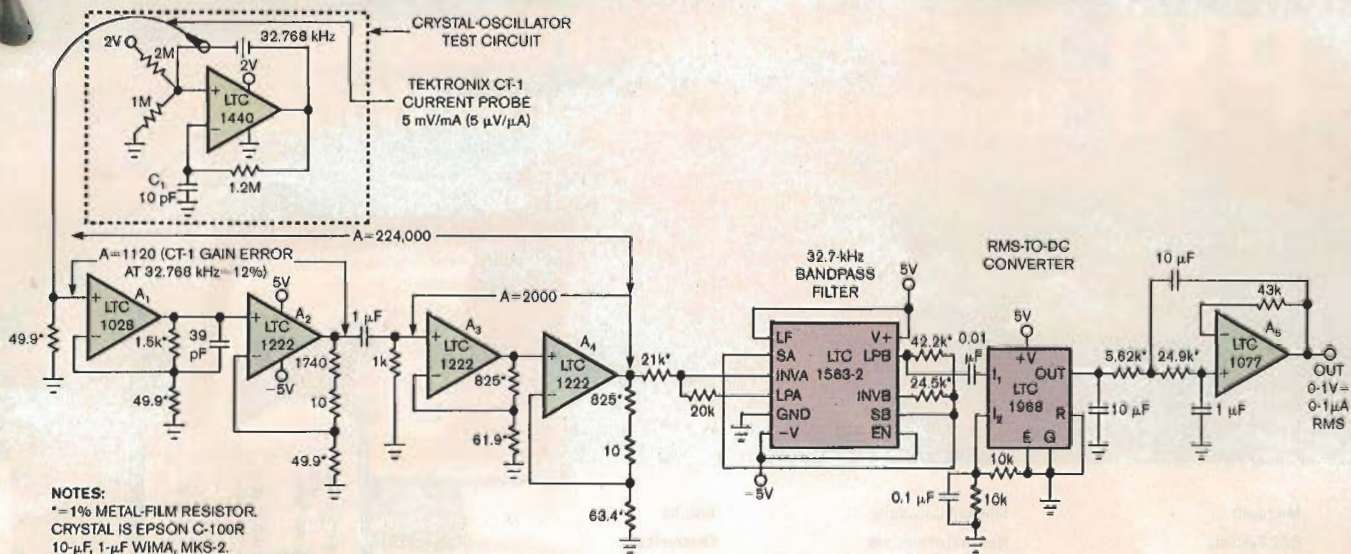 CRYSTAL-OSCILLATOR
TEST CIRCUIT
32.768 kHz
2V
2M
2V
1M
+
LTC
1440
−
C1
10 pF
1.2M
TEKTRONIX CT-1
CURRENT PROBE
5 mV/mA (5 µV/µA)
A=224,000
A=1120 (CT-1 GAIN ERROR
AT 32.768 kHz=12%)
A=2000
49.9*
+
−
LTC
1028
A1
1.5k*
39
pF
49.9*
+
−
LTC
1222
A2
5V
−5V
1740
10
49.9*
1 µF
1k
+
−
LTC
1222
A3
825*
61.9*
+
−
LTC
1222
A4
825*
10
63.4*
21k*
20k
32.7-kHz
BANDPASS
FILTER
5V
LF
SA
INVA
LPA
GND
−V
LTC
1563-2
V+
LPB
INVB
SB
EN
−5V
42.2k*
24.5k*
0.01
µF
RMS-TO-DC
CONVERTER
5V
+V
I1
I2
OUT
LTC
1968
R
E
G
10k
0.1 µF
10k
10 µF
5.62k*
24.9k*
1 µF
10 µF
43k
−
+
LTC
1077
A5
OUT
0-1V=
0-1µA
RMS
NOTES:
*=1% METAL-FILM RESISTOR.
CRYSTAL IS EPSON C-100R
10-µF, 1-µF WIMA, MKS-2.